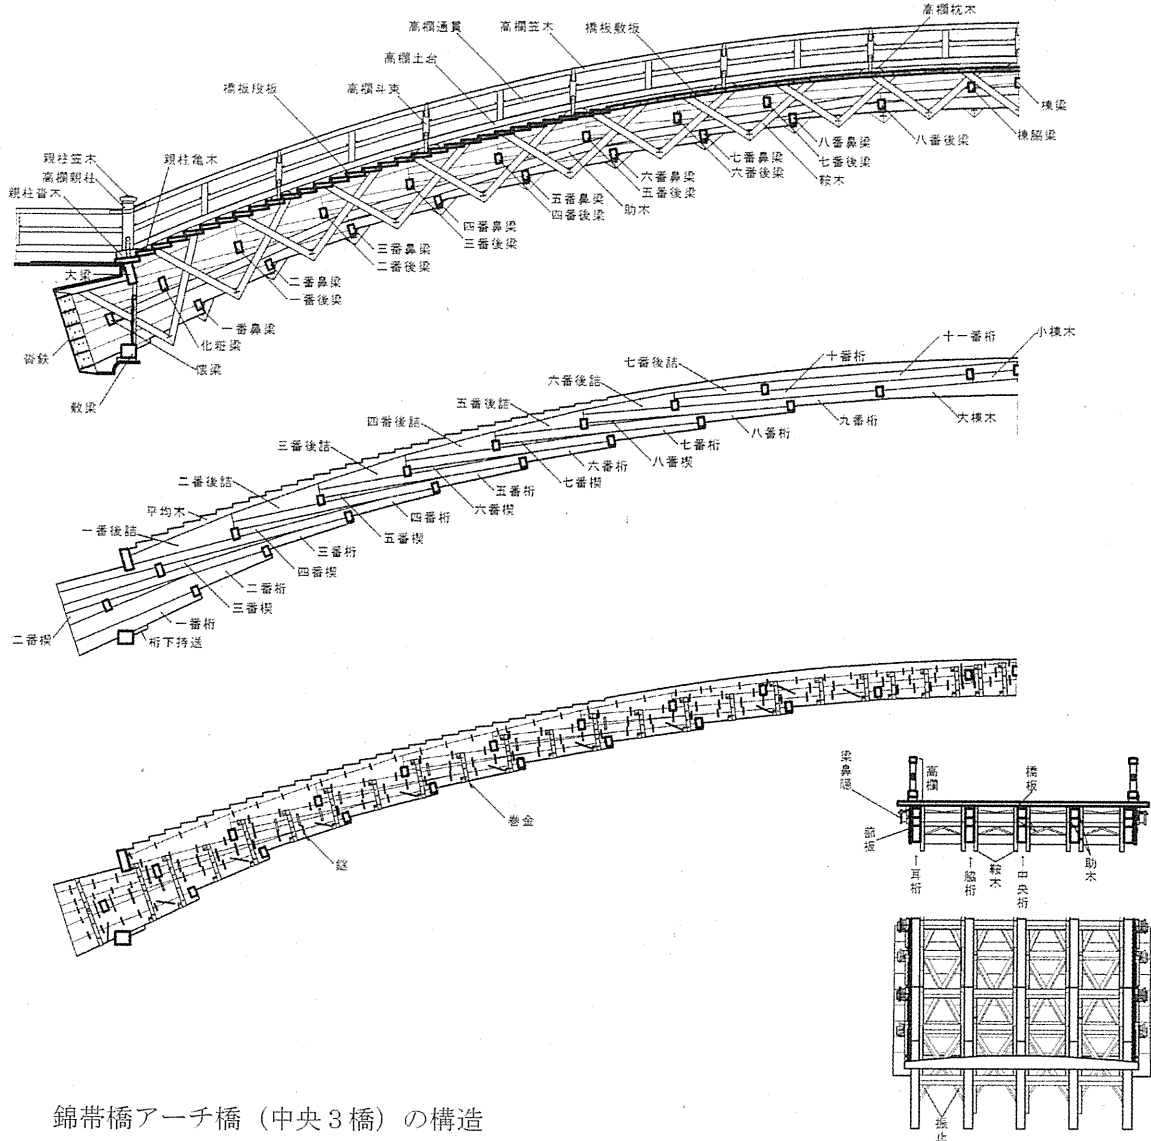 高欄枕木
高欄通貫
高欄笠木
橋板敷板
高欄土台
橋板段板
高欄斗束
棟梁
棟脇梁
八番後梁
八番鼻梁
七番後梁
鞍木
七番鼻梁
六番後梁
六番鼻梁
五番後梁
助木
五番鼻梁
四番後梁
四番鼻梁
三番後梁
三番鼻梁
二番後梁
二番鼻梁
一番後梁
一番鼻梁
化粧梁
懐梁
親柱笠木
高欄親柱
親柱沓木
親柱亀木
大梁
沓鉄
敷梁
小棟木
十一番桁
十番桁
七番後詰
六番後詰
五番後詰
四番後詰
三番後詰
二番後詰
平均木
一番後詰
大棟木
九番桁
八番桁
八番楔
七番桁
七番楔
六番桁
六番楔
五番桁
五番楔
四番桁
四番楔
三番桁
三番楔
二番桁
二番楔
一番桁
桁下持送
巻金
鎹
梁鼻隠
高欄
橋板
蔀板
耳桁
脇桁
鞍木
中央桁
助木
振止
錦帯橋アーチ橋（中央３橋）の構造